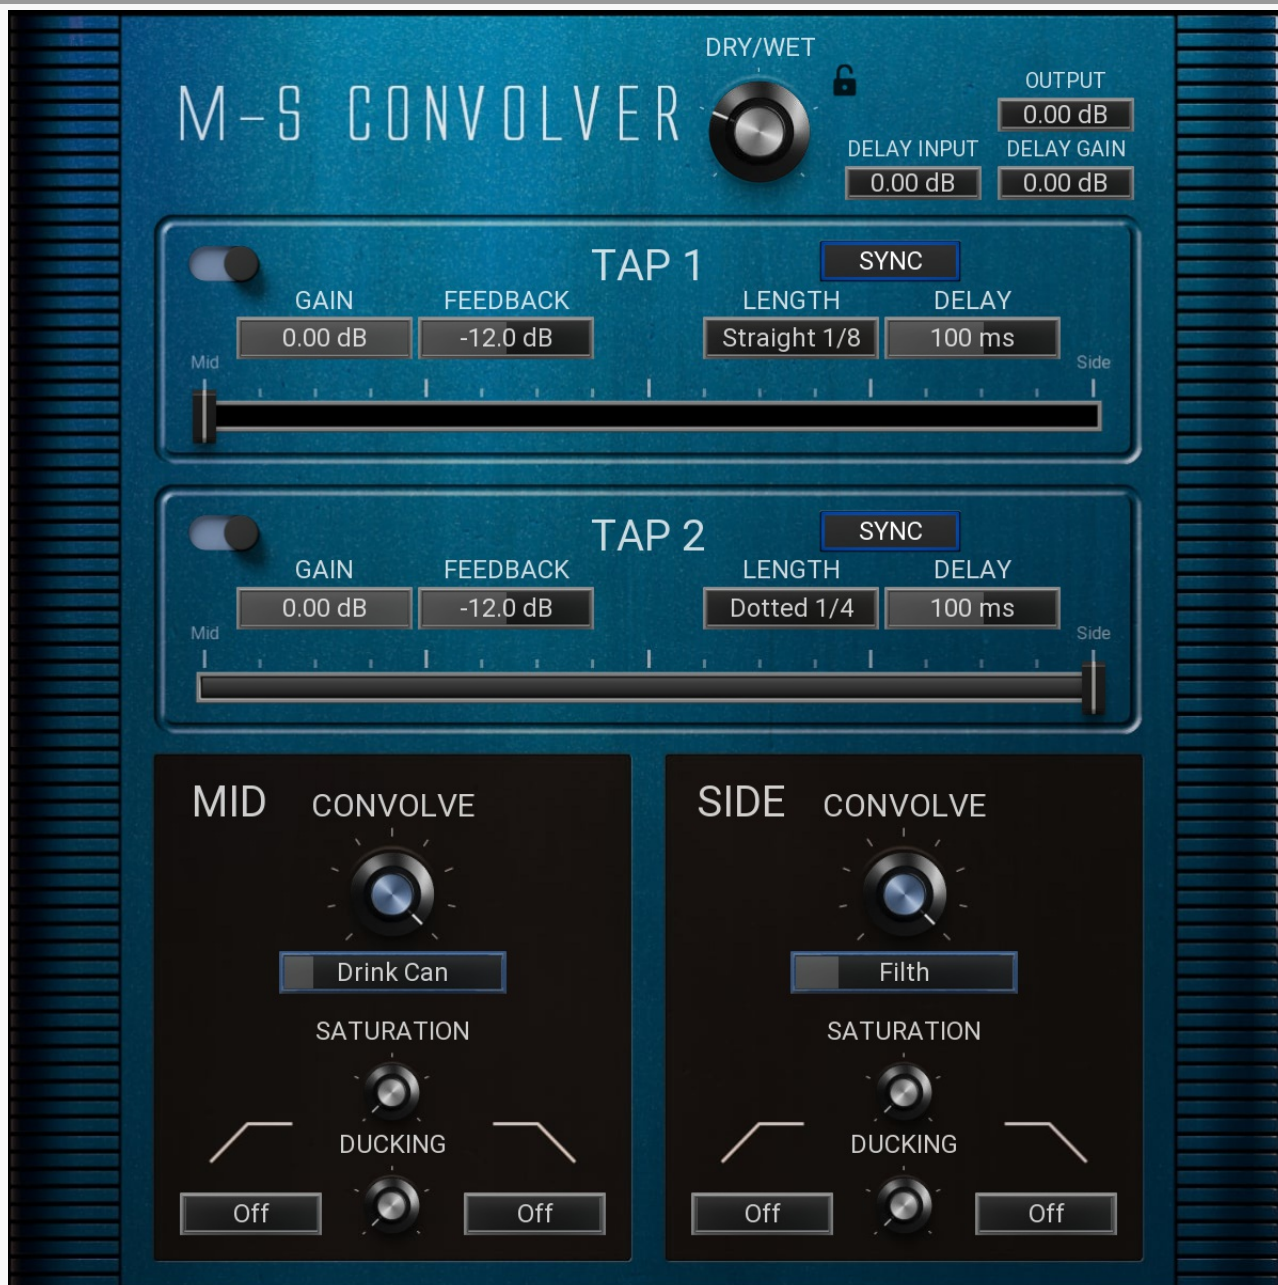 DRY/WET
M-S CONVOLVER
OUTPUT
0.00 dB
DELAY INPUT DELAY GAIN
0.00 dB 0.00 dB
TAP 1 SYNC
GAIN FEEDBACK LENGTH DELAY
0.00 dB -12.0 dB Straight 1/8 100 ms
Mid Side
TAP 2 SYNC
GAIN FEEDBACK LENGTH DELAY
0.00 dB -12.0 dB Dotted 1/4 100 ms
Mid Side
MID CONVOLVE
Drink Can
SATURATION
DUCKING
Off Off
SIDE CONVOLVE
Filth
SATURATION
DUCKING
Off Off